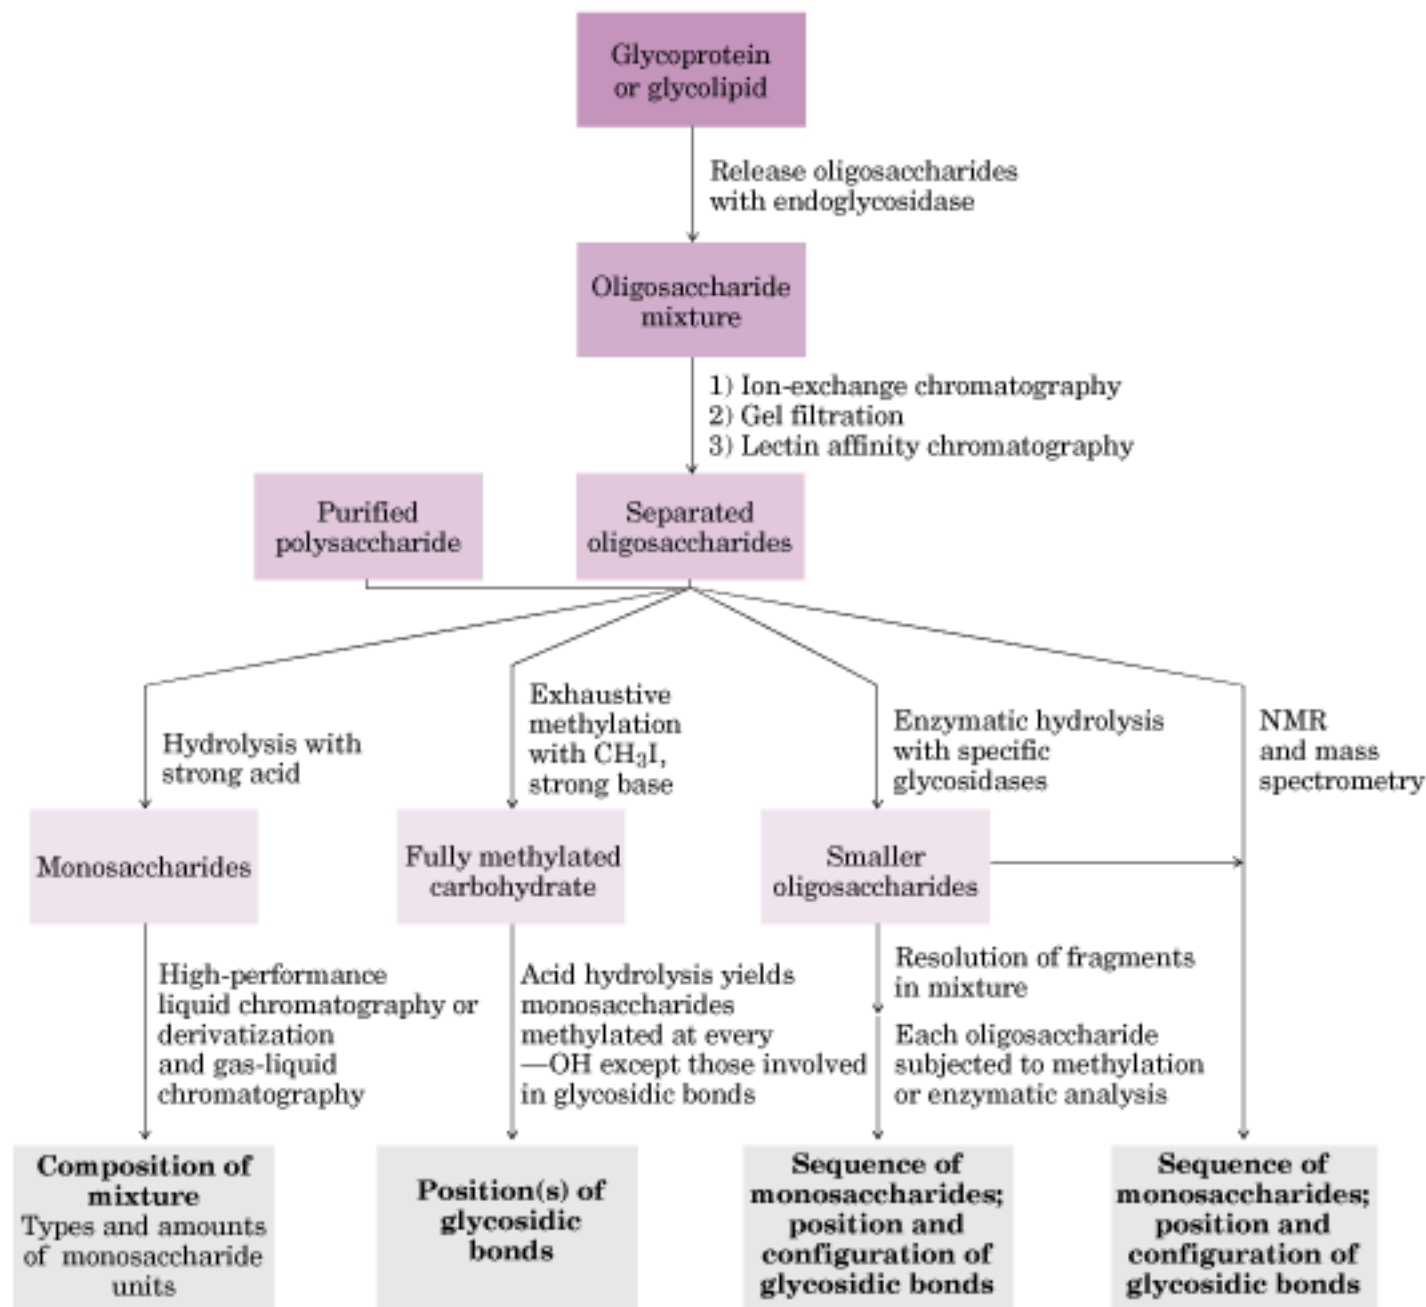 Glycoprotein
or glycolipid
Release oligosaccharides
with endoglycosidase
Oligosaccharide
mixture
1) Ion-exchange chromatography
2) Gel filtration
3) Lectin affinity chromatography
Purified
polysaccharide
Separated
oligosaccharides
Hydrolysis with
strong acid
Exhaustive
methylation
with CH₃I,
strong base
Enzymatic hydrolysis
with specific
glycosidases
NMR
and mass
spectrometry
Monosaccharides
Fully methylated
carbohydrate
Smaller
oligosaccharides
High-performance
liquid chromatography or
derivatization
and gas-liquid
chromatography
Acid hydrolysis yields
monosaccharides
methylated at every
—OH except those involved
in glycosidic bonds
Resolution of fragments
in mixture
Each oligosaccharide
subjected to methylation
or enzymatic analysis
Composition of
mixture
Types and amounts
of monosaccharide
units
Position(s) of
glycosidic
bonds
Sequence of
monosaccharides;
position and
configuration of
glycosidic bonds
Sequence of
monosaccharides;
position and
configuration of
glycosidic bonds